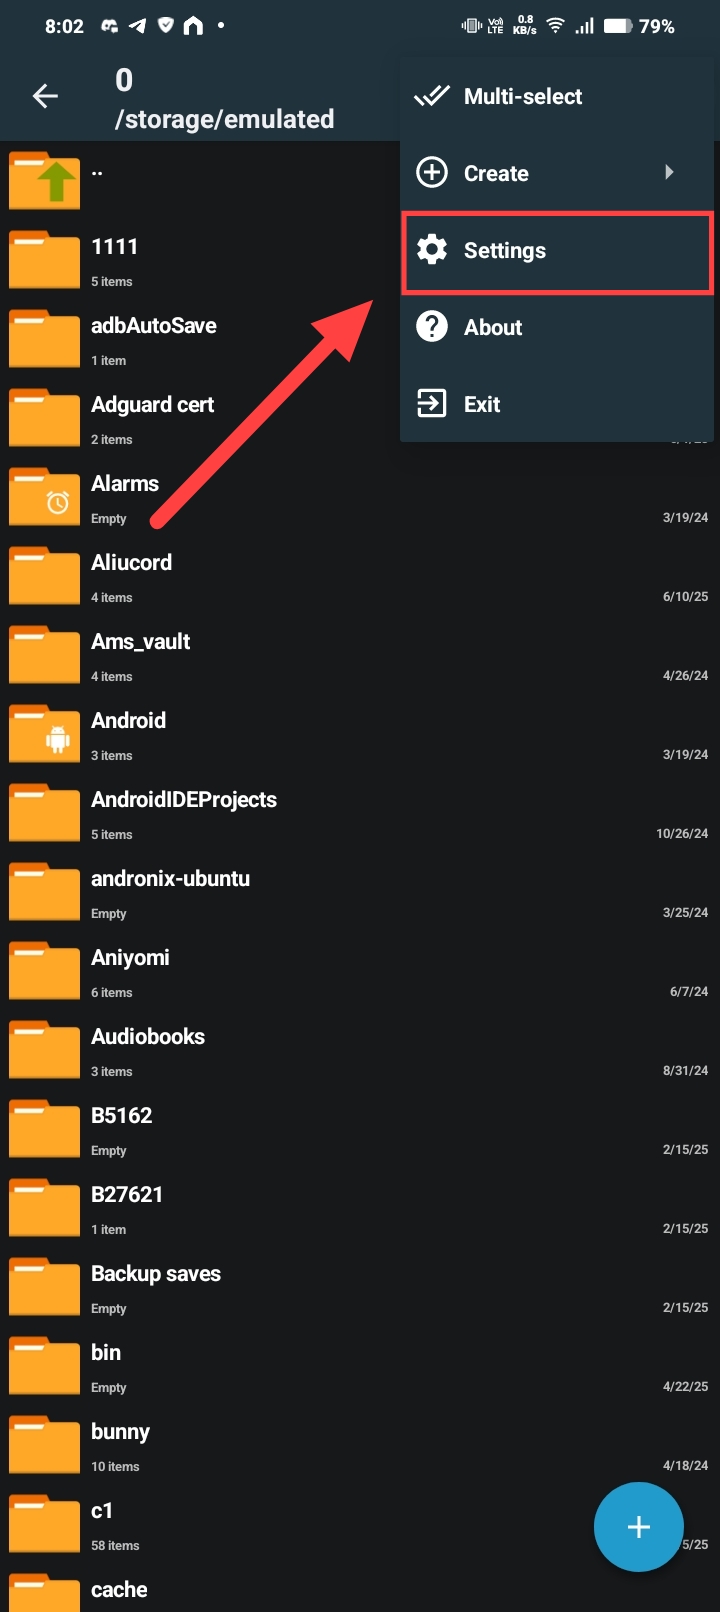 8:02
Vo))
LTE
0.8
KB/s
79%
0
/storage/emulated
Multi-select
Create
Settings
About
Exit
..
1111
5 items
adbAutoSave
1 item
Adguard cert
2 items
Alarms
Empty
3/19/24
Aliucord
4 items
6/10/25
Ams_vault
4 items
4/26/24
Android
3 items
3/19/24
AndroidIDEProjects
5 items
10/26/24
andronix-ubuntu
Empty
3/25/24
Aniyomi
6 items
6/7/24
Audiobooks
3 items
8/31/24
B5162
Empty
2/15/25
B27621
1 item
2/15/25
Backup saves
Empty
2/15/25
bin
Empty
4/22/25
bunny
10 items
4/18/24
c1
58 items
5/25
cache